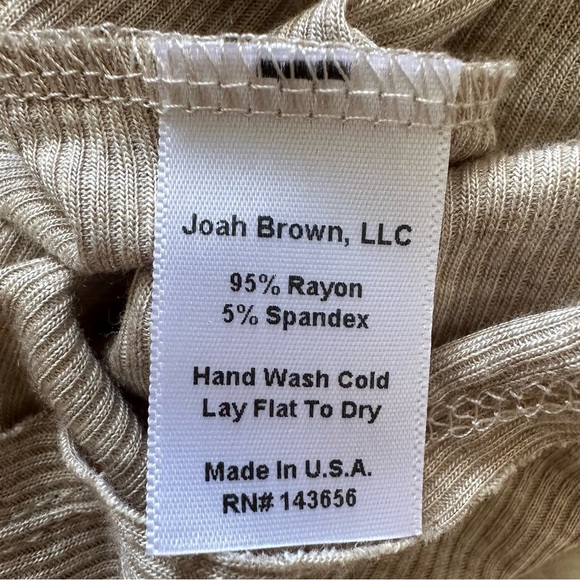 Joah Brown, LLC
95% Rayon
5% Spandex
Hand Wash Cold
Lay Flat To Dry
Made In U.S.A.
RN# 143656